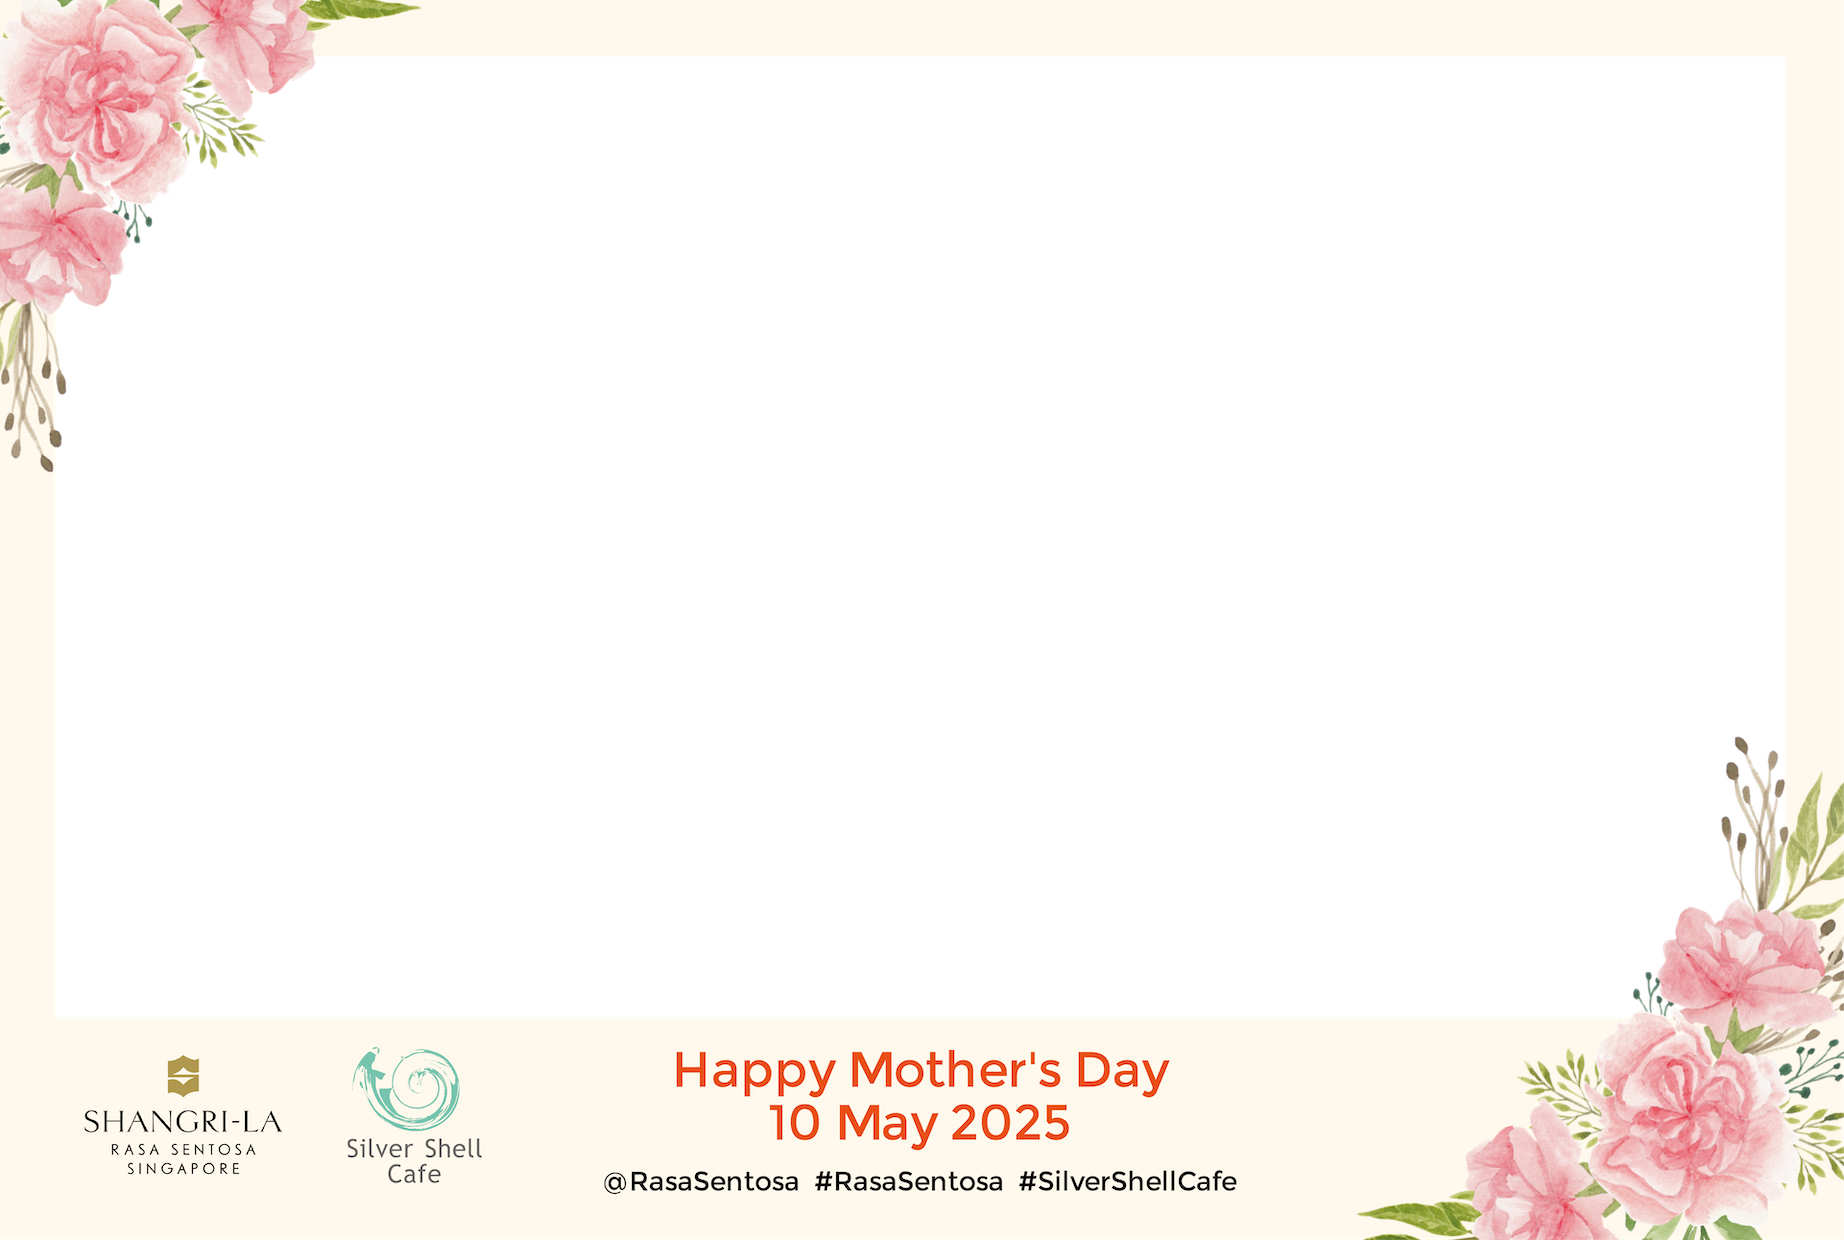 SHANGRI-LA
RASA SENTOSA
SINGAPORE
Silver Shell
Cafe
Happy Mother's Day
10 May 2025
@RasaSentosa #RasaSentosa #SilverShellCafe